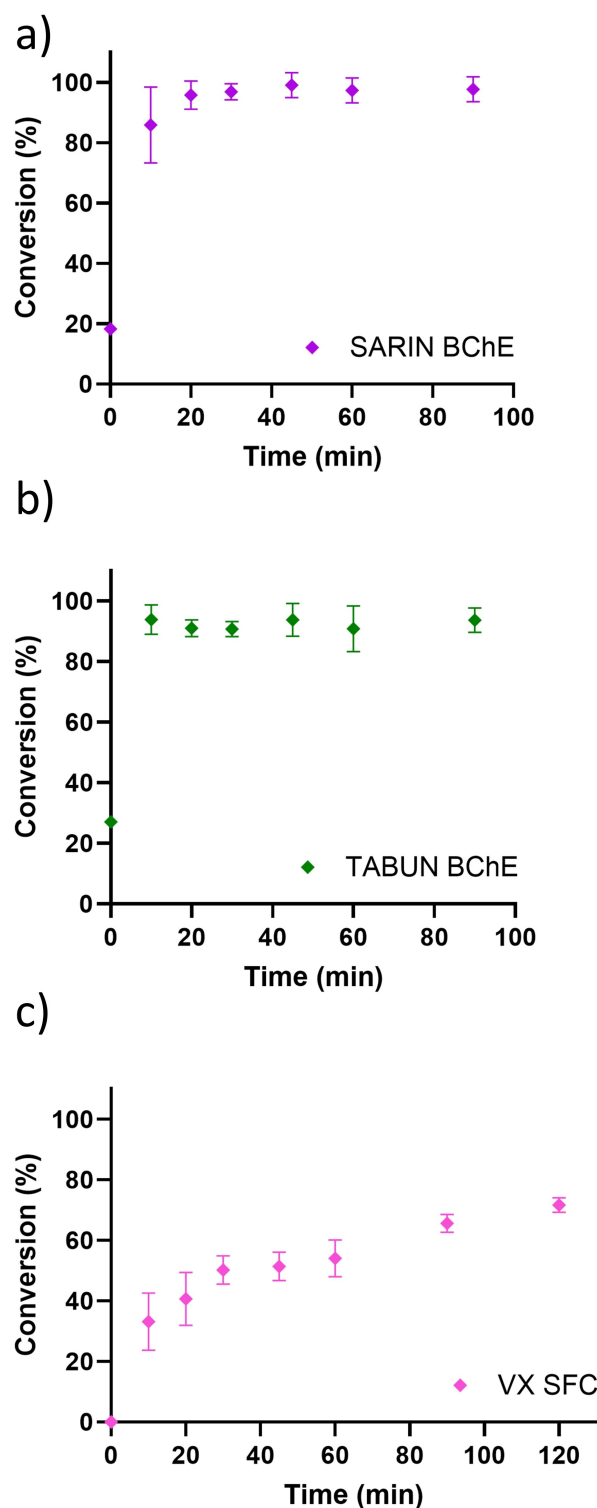 a)
100
80
60
40
20
0
Conversion (%)
SARIN BChE
0 20 40 60 80 100
Time (min)
b)
100
80
60
40
20
0
Conversion (%)
TABUN BChE
0 20 40 60 80 100
Time (min)
c)
100
80
60
40
20
0
Conversion (%)
VX SFC
0 20 40 60 80 100 120
Time (min)